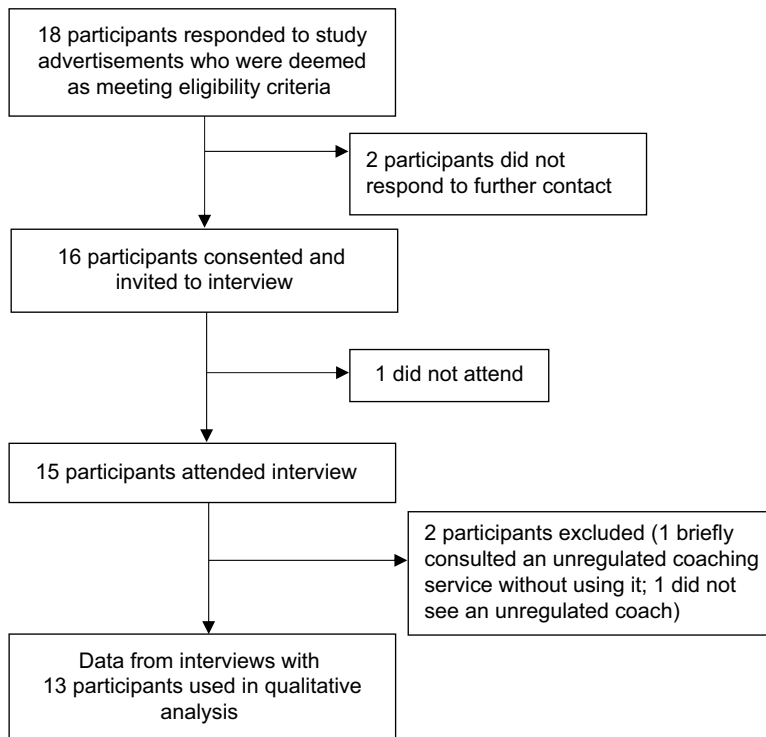 18 participants responded to study
advertisements who were deemed
as meeting eligibility criteria
2 participants did not
respond to further contact
16 participants consented and
invited to interview
1 did not attend
15 participants attended interview
2 participants excluded (1 briefly
consulted an unregulated coaching
service without using it; 1 did not
see an unregulated coach)
Data from interviews with
13 participants used in qualitative
analysis